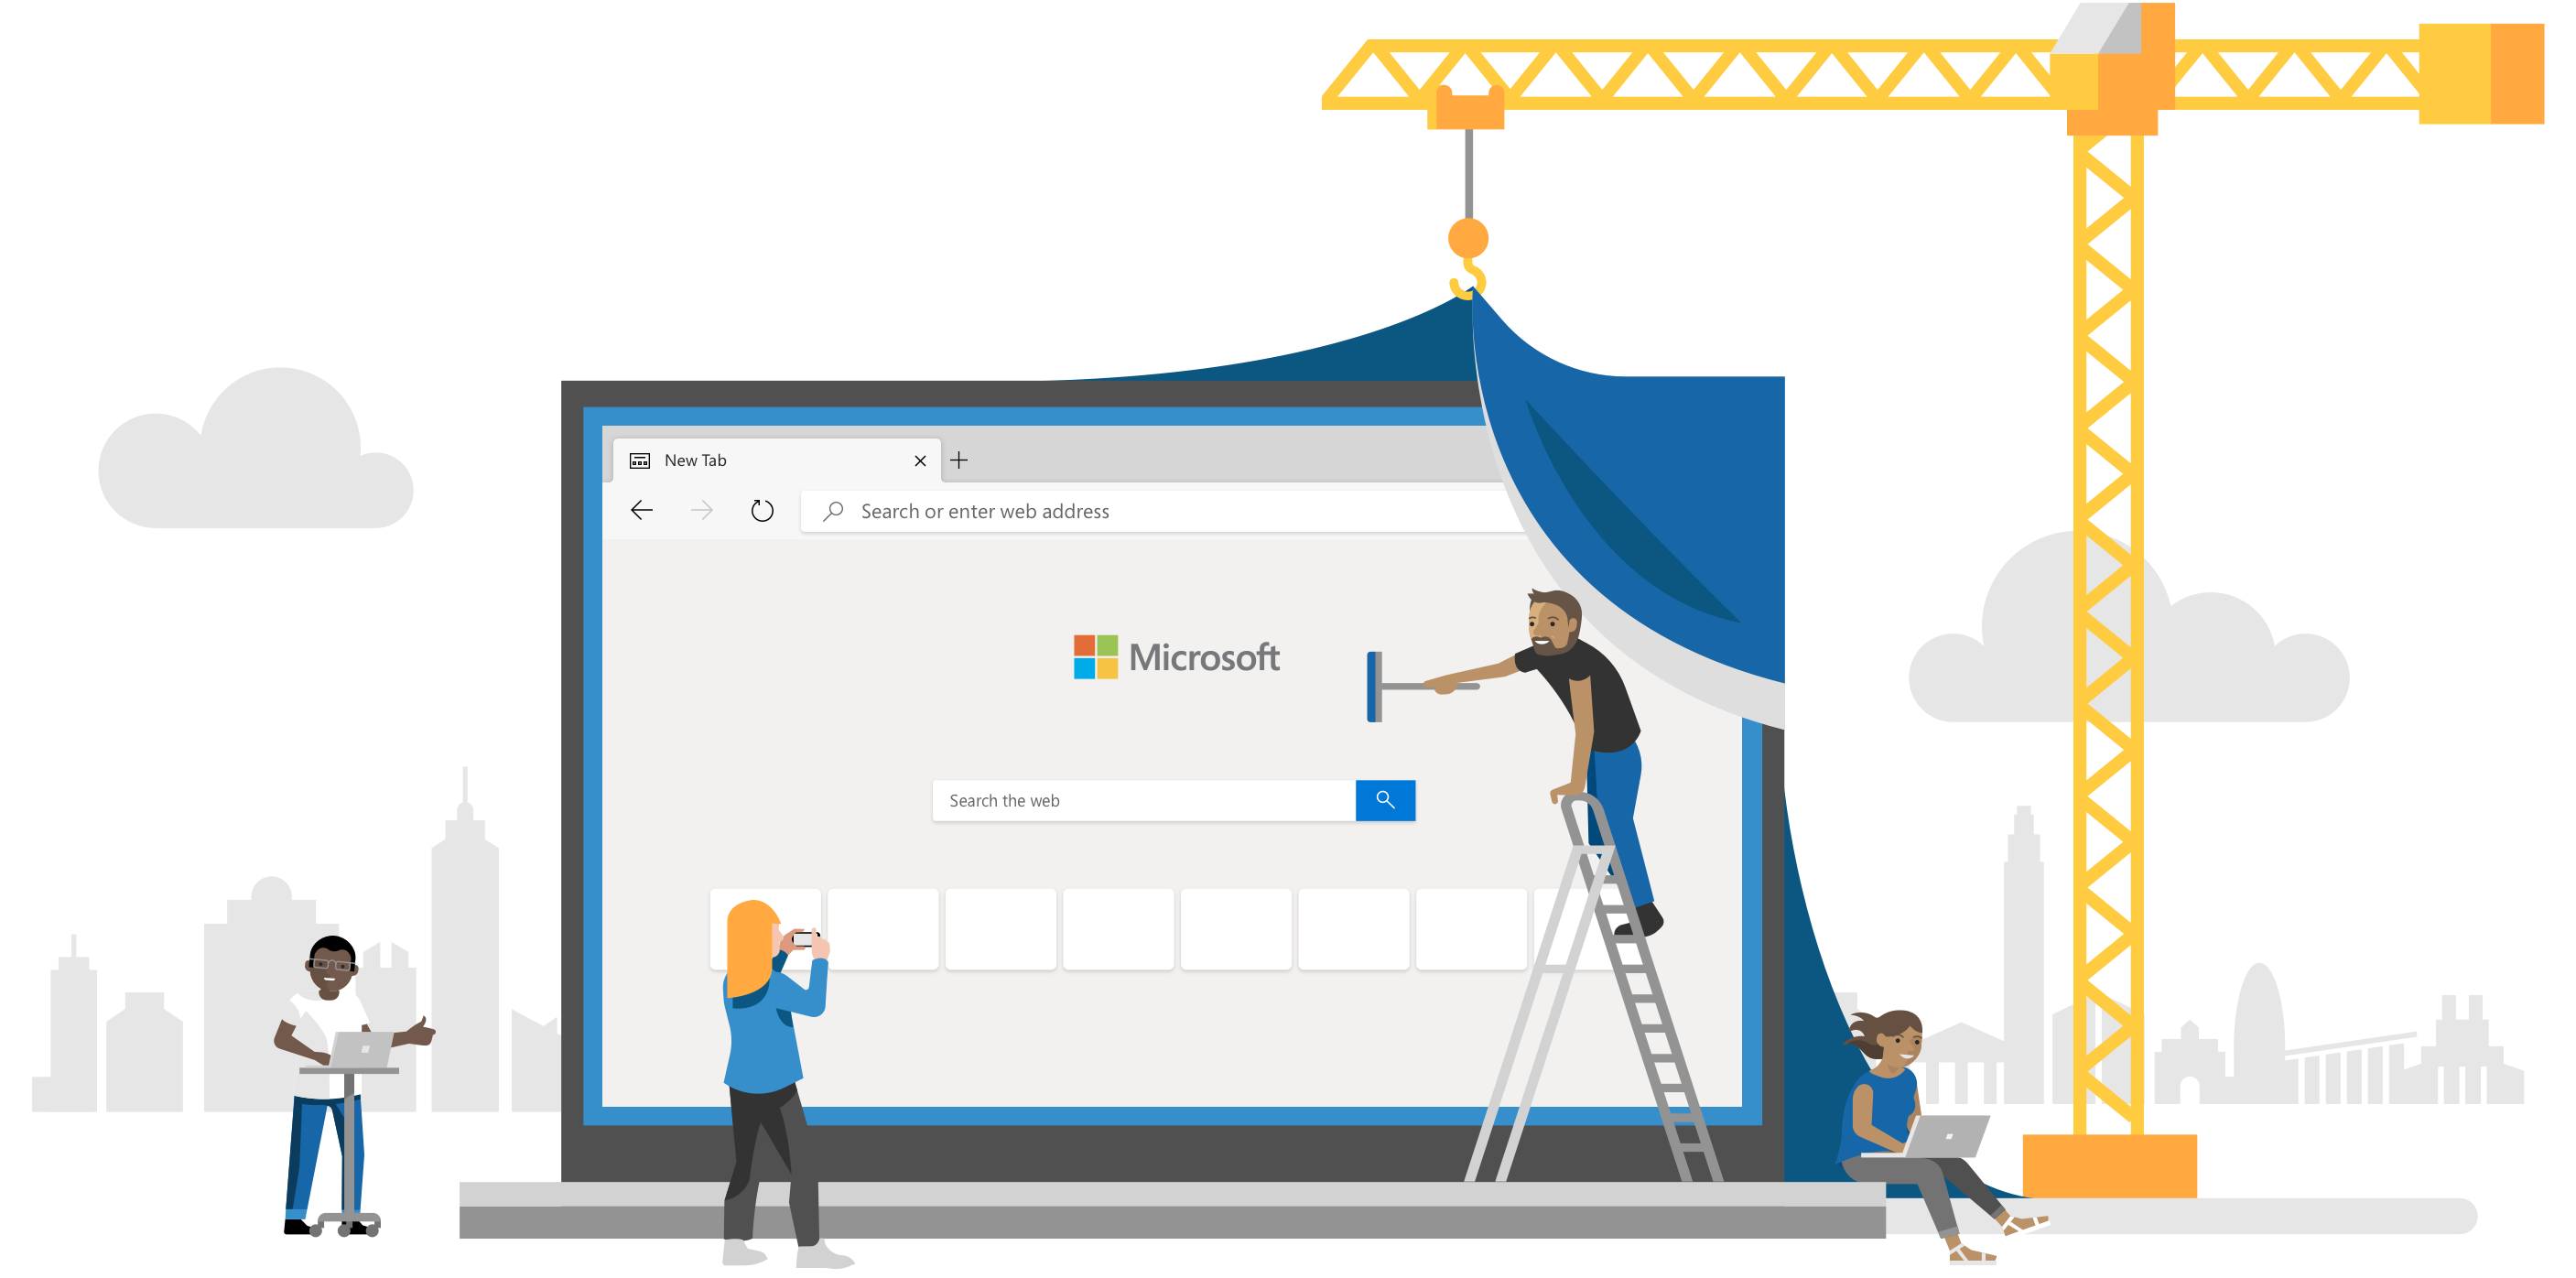 New Tab
Search or enter web address
Microsoft
Search the web